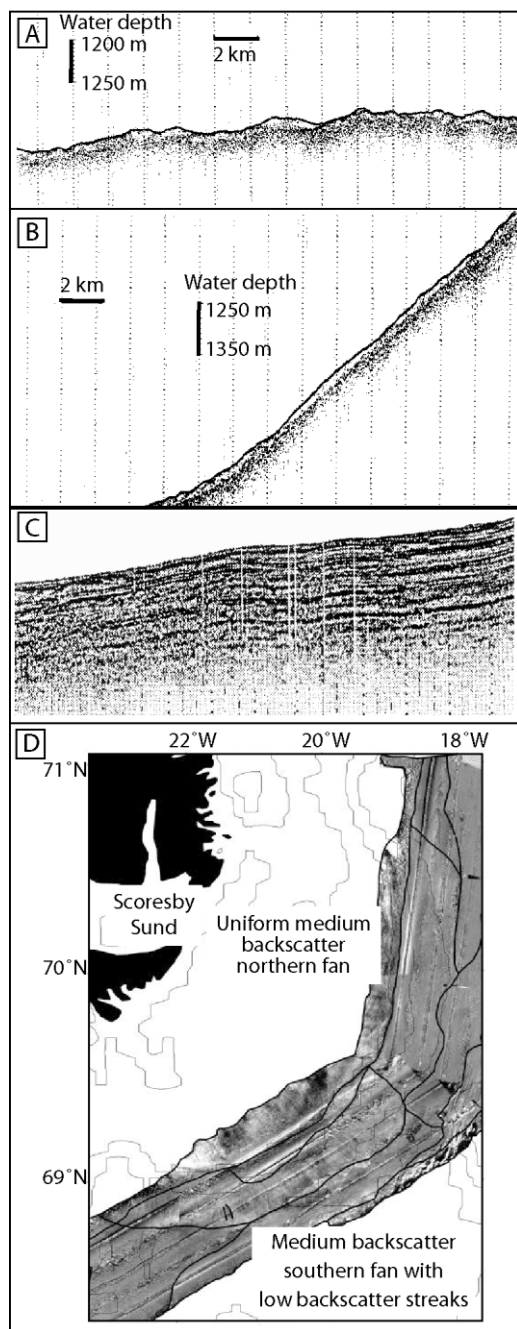 A
Water depth
1200 m
1250 m
2 km
B
2 km
Water depth
1250 m
1350 m
C
D
22˚W 20˚W 18˚W
71˚N
Scoresby
Sund
Uniform medium
backscatter
northern fan
70˚N
69˚N
Medium backscatter
southern fan with
low backscatter streaks